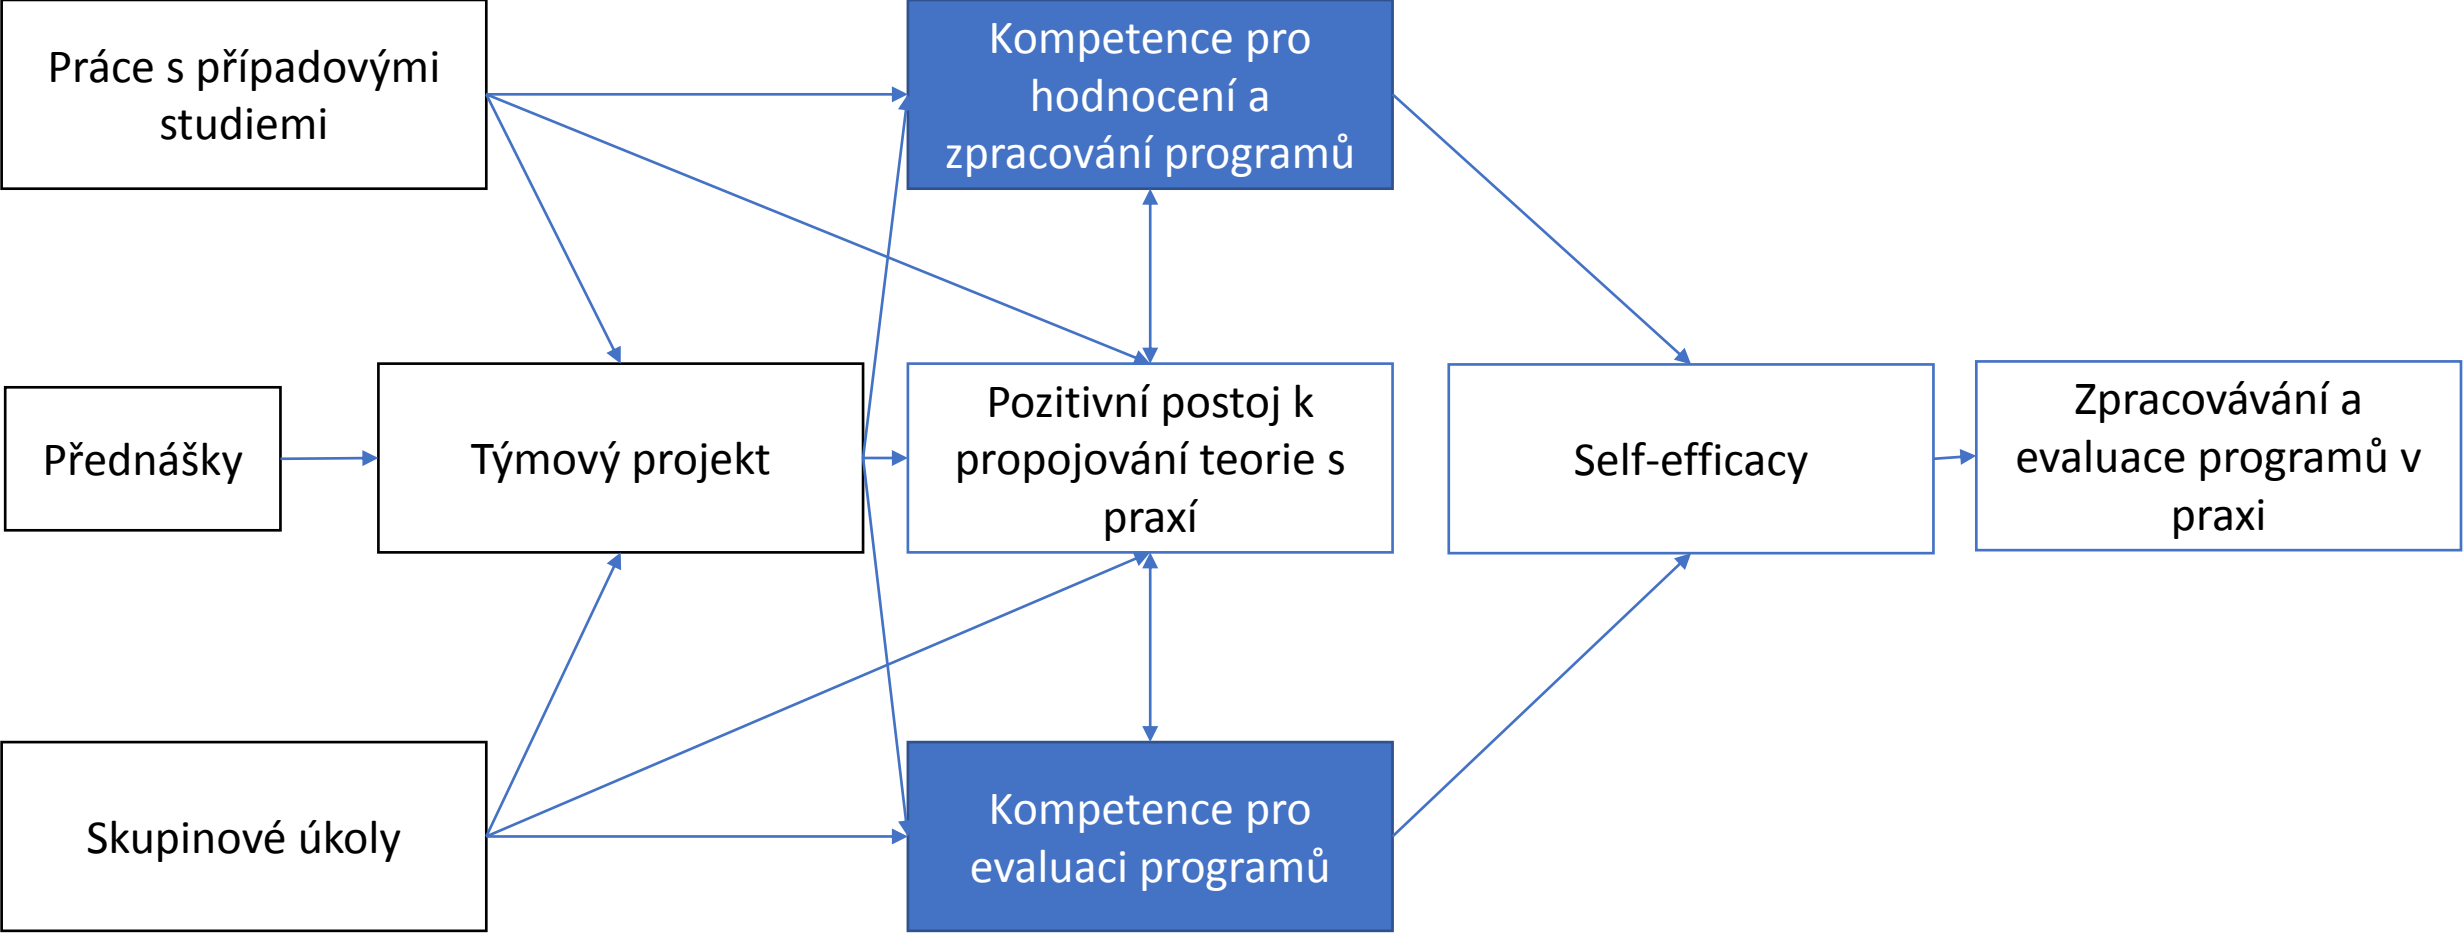 Práce s případovými
studiemi
Kompetence pro
hodnocení a
zpracování programů
Přednášky
Týmový projekt
Pozitivní postoj k
propojování teorie s
praxí
Self-efficacy
Zpracovávání a
evaluace programů v
praxi
Skupinové úkoly
Kompetence pro
evaluaci programů